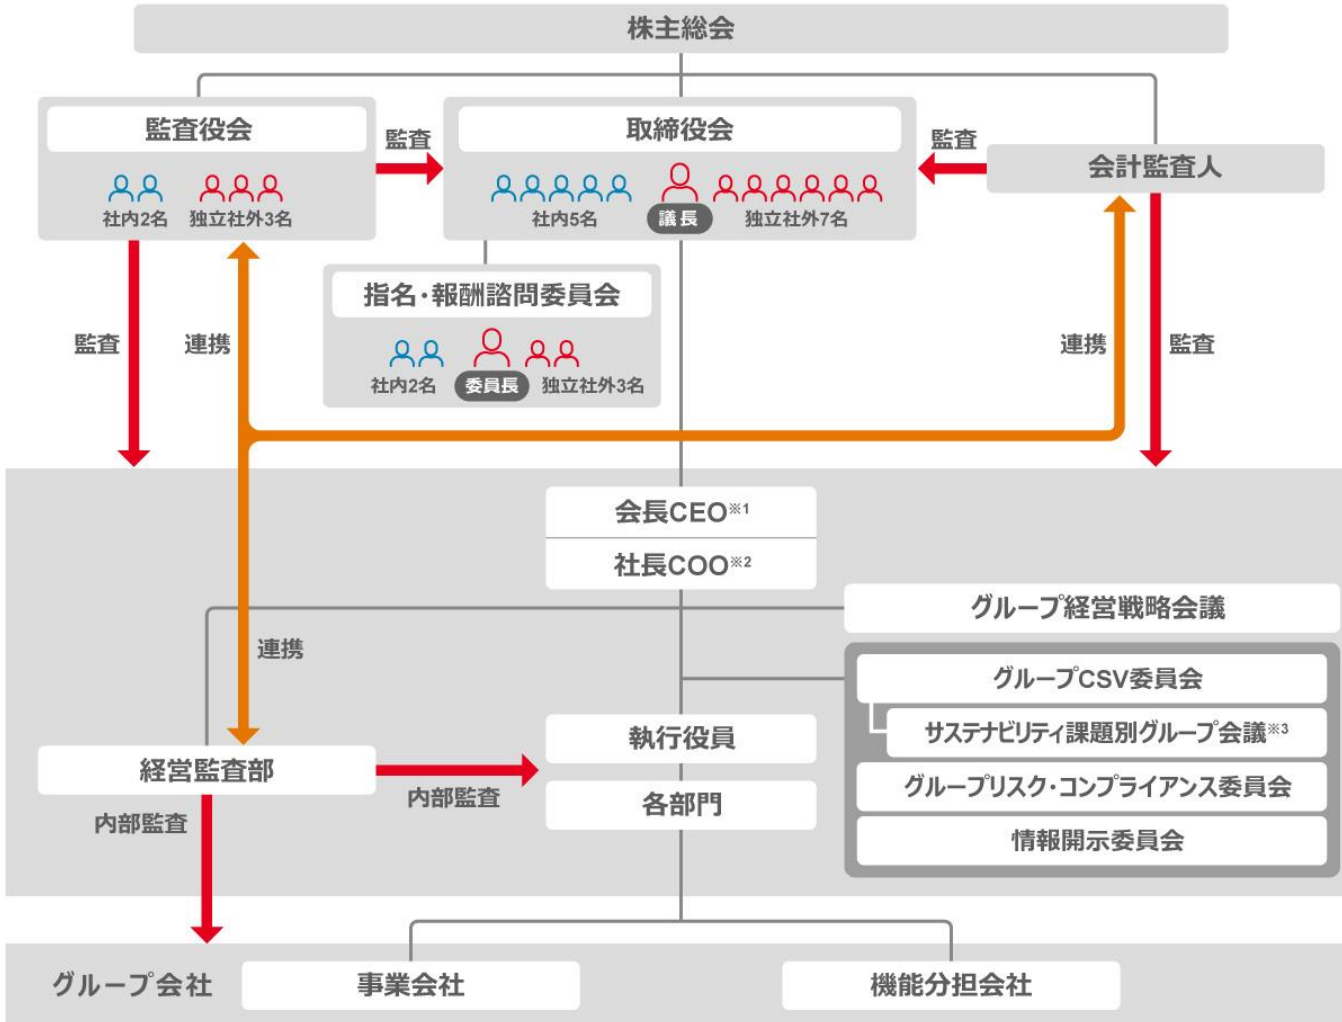 株主総会
監査役会
監査
取締役会
監査
会計監査人
社内2名
独立社外3名
社内5名
議長
独立社外7名
指名・報酬諮問委員会
社内2名
委員長
独立社外3名
監査
連携
連携
監査
会長CEO※1
社長COO※2
グループ経営戦略会議
連携
グループCSV委員会
サステナビリティ課題別グループ会議※3
グループリスク・コンプライアンス委員会
情報開示委員会
執行役員
経営監査部
内部監査
各部門
内部監査
グループ会社
事業会社
機能分担会社